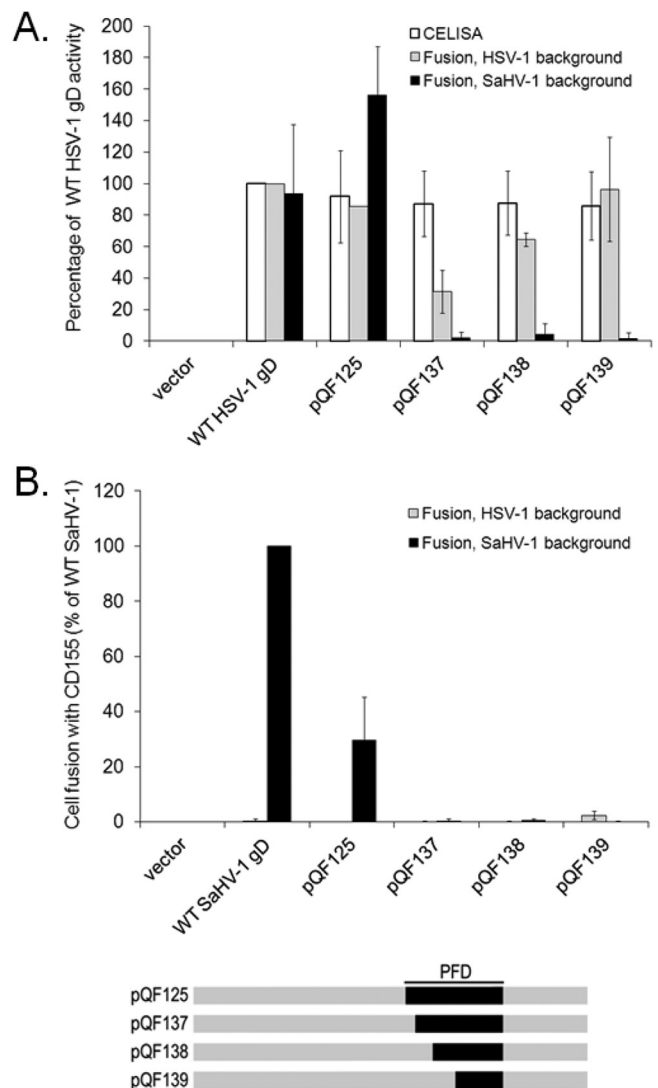 A.
Percentage of WT HSV-1 gD activity
200
180
160
140
120
100
80
60
40
20
0
CELISA
Fusion, HSV-1 background
Fusion, SaHV-1 background
vector
WT HSV-1 gD
pQF125
pQF137
pQF138
pQF139
B.
Cell fusion with CD155 (% of WT SaHV-1)
120
100
80
60
40
20
0
Fusion, HSV-1 background
Fusion, SaHV-1 background
vector
WT SaHV-1 gD
pQF125
pQF137
pQF138
pQF139
PFD
pQF125
pQF137
pQF138
pQF139